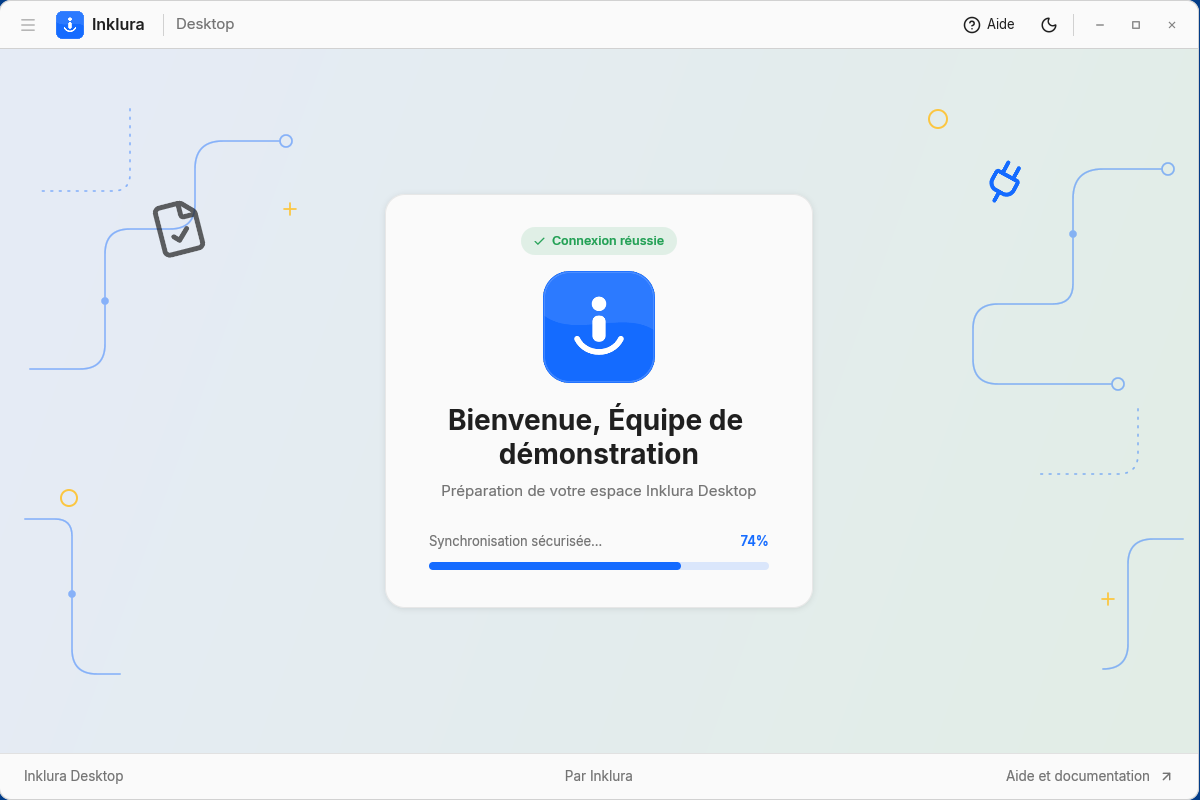 Inklura
Desktop
Aide
Connexion réussie
Bienvenue, Équipe de
démonstration
Préparation de votre espace Inklura Desktop
Synchronisation sécurisée...
74%
Inklura Desktop
Par Inklura
Aide et documentation